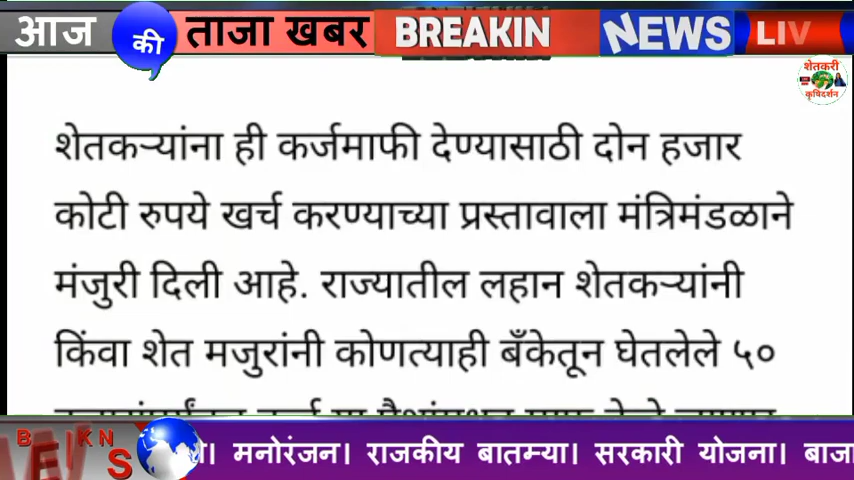 आज की ताजा खबर BREAKIN NEWS LIV
शेतकरी
कृषिदर्शन
शेतकऱ्यांना ही कर्जमाफी देण्यासाठी दोन हजार
कोटी रुपये खर्च करण्याच्या प्रस्तावाला मंत्रिमंडळाने
मंजुरी दिली आहे. राज्यातील लहान शेतकऱ्यांनी
किंवा शेत मजुरांनी कोणत्याही बँकेतून घेतलेले ५०
। मनोरंजन। राजकीय बातम्या। सरकारी योजना। बाजा